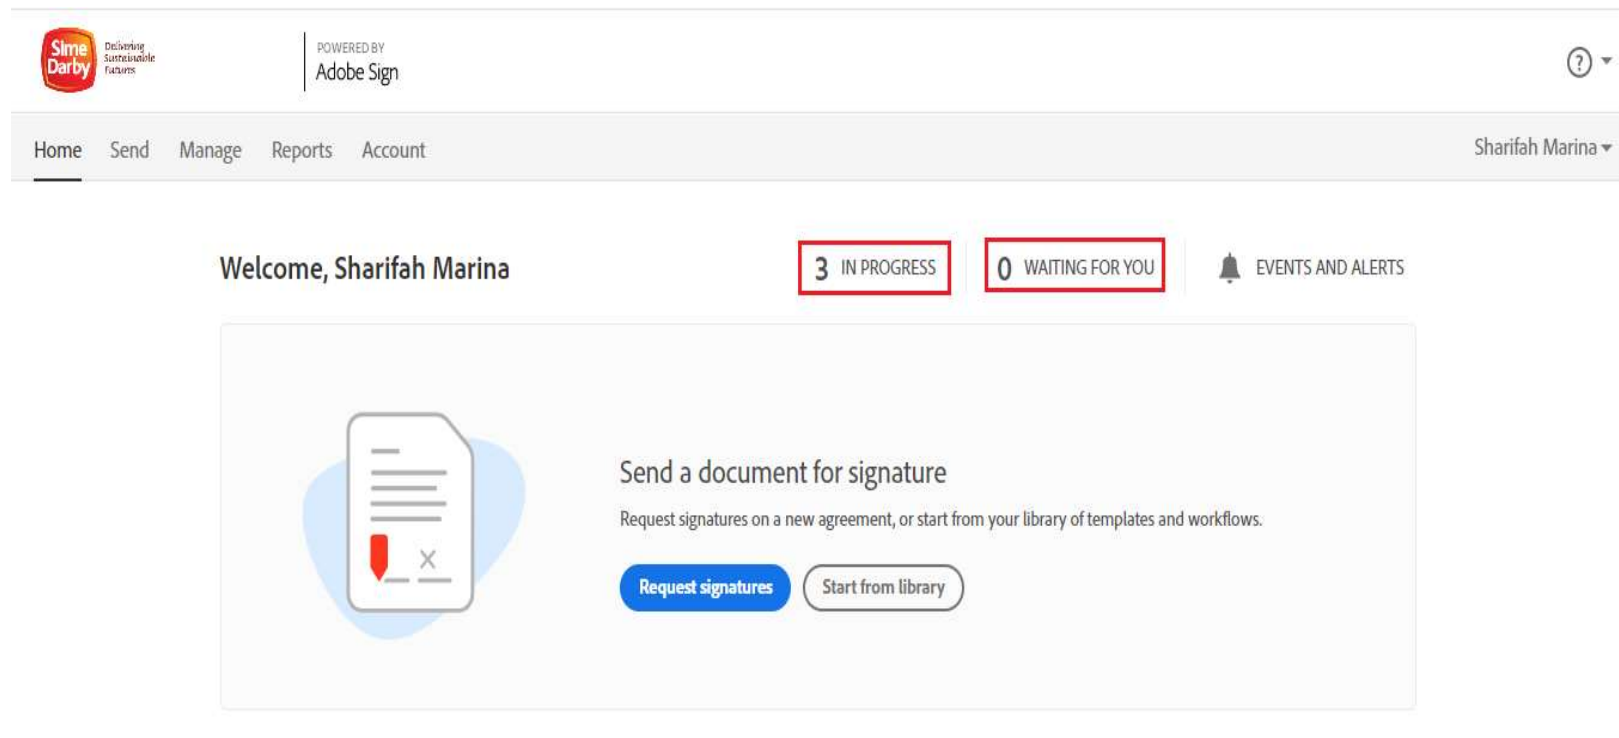 Sime
Darby
Delivering
Sustainable
Futures
POWERED BY
Adobe Sign
?
Home Send Manage Reports Account
Sharifah Marina
Welcome, Sharifah Marina
3 IN PROGRESS
0 WAITING FOR YOU
EVENTS AND ALERTS
Send a document for signature
Request signatures on a new agreement, or start from your library of templates and workflows.
Request signatures
Start from library